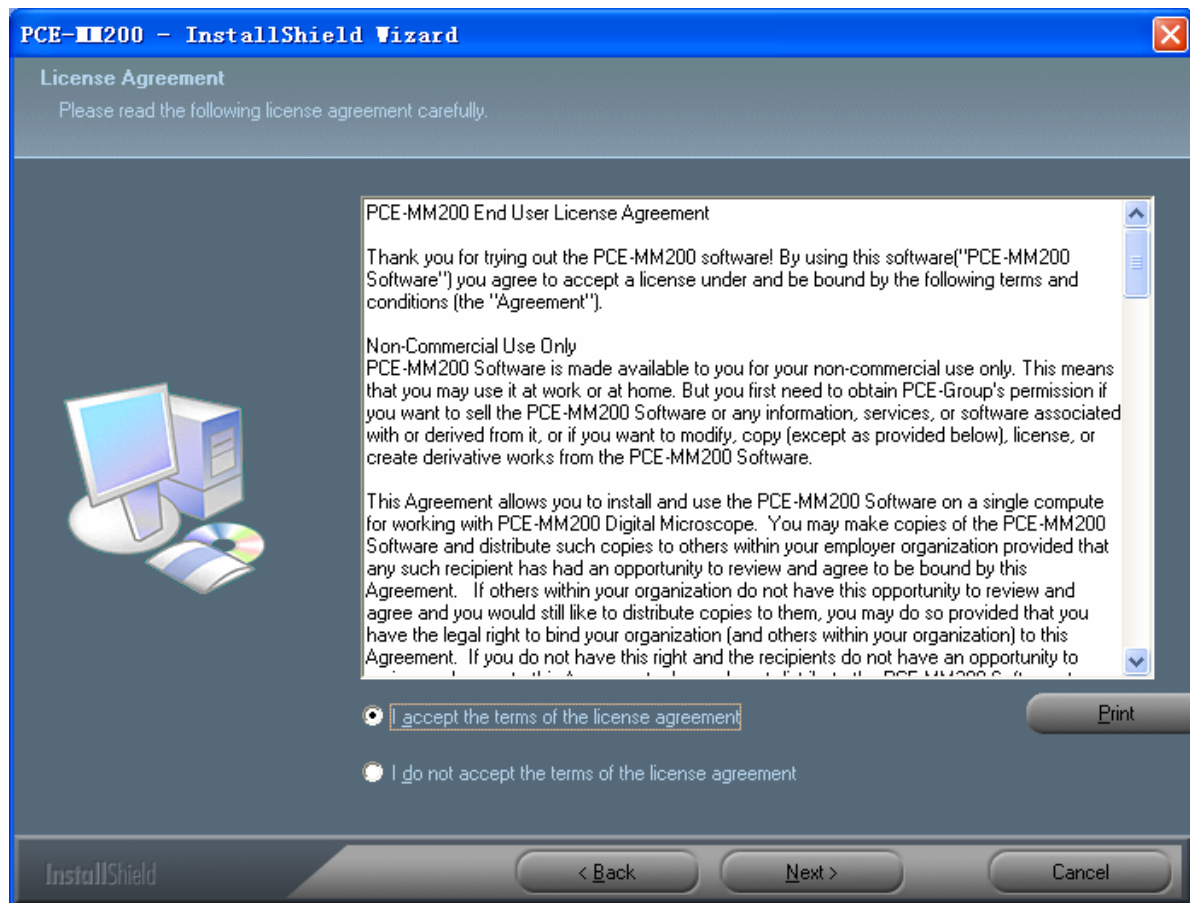 PCE-MM200 - InstallShield Wizard
License Agreement
Please read the following license agreement carefully.
PCE-MM200 End User License Agreement
Thank you for trying out the PCE-MM200 software! By using this software("PCE-MM200
Software") you agree to accept a license under and be bound by the following terms and
conditions (the "Agreement").
Non-Commercial Use Only
PCE-MM200 Software is made available to you for your non-commercial use only. This means
that you may use it at work or at home. But you first need to obtain PCE-Group's permission if
you want to sell the PCE-MM200 Software or any information, services, or software associated
with or derived from it, or if you want to modify, copy (except as provided below), license, or
create derivative works from the PCE-MM200 Software.
This Agreement allows you to install and use the PCE-MM200 Software on a single compute
for working with PCE-MM200 Digital Microscope. You may make copies of the PCE-MM200
Software and distribute such copies to others within your employer organization provided that
any such recipient has had an opportunity to review and agree to be bound by this
Agreement. If others within your organization do not have this opportunity to review and
agree and you would still like to distribute copies to them, you may do so provided that you
have the legal right to bind your organization (and others within your organization) to this
Agreement. If you do not have this right and the recipients do not have an opportunity to
I accept the terms of the license agreement
Print
I do not accept the terms of the license agreement
InstallShield
< Back
Next >
Cancel